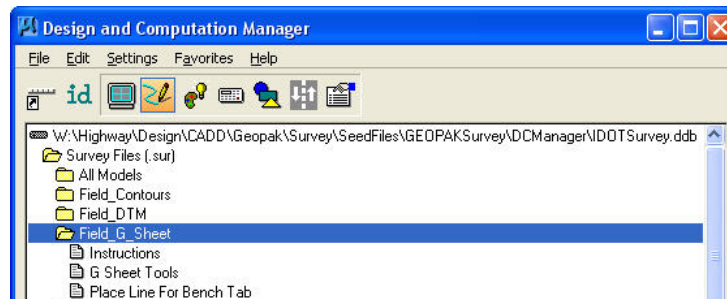 Design and Computation Manager
File Edit Settings Favorites Help
id
W:\Highway\Design\CADD\Geopak\Survey\SeedFiles\GEOPAKSurvey\DCManager\IDOTSurvey.ddb
Survey Files (.sur)
All Models
Field_Contours
Field_DTM
Field_G_Sheet
Instructions
G Sheet Tools
Place Line For Bench Tab